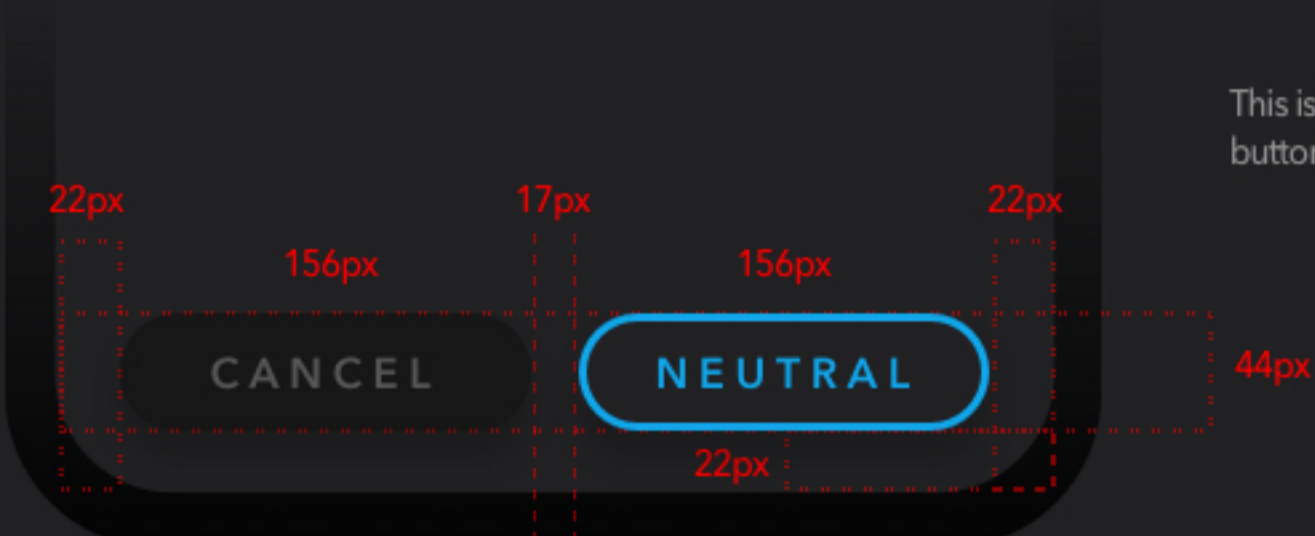 This is
button
22px
17px
22px
156px
156px
CANCEL
NEUTRAL
44px
22px